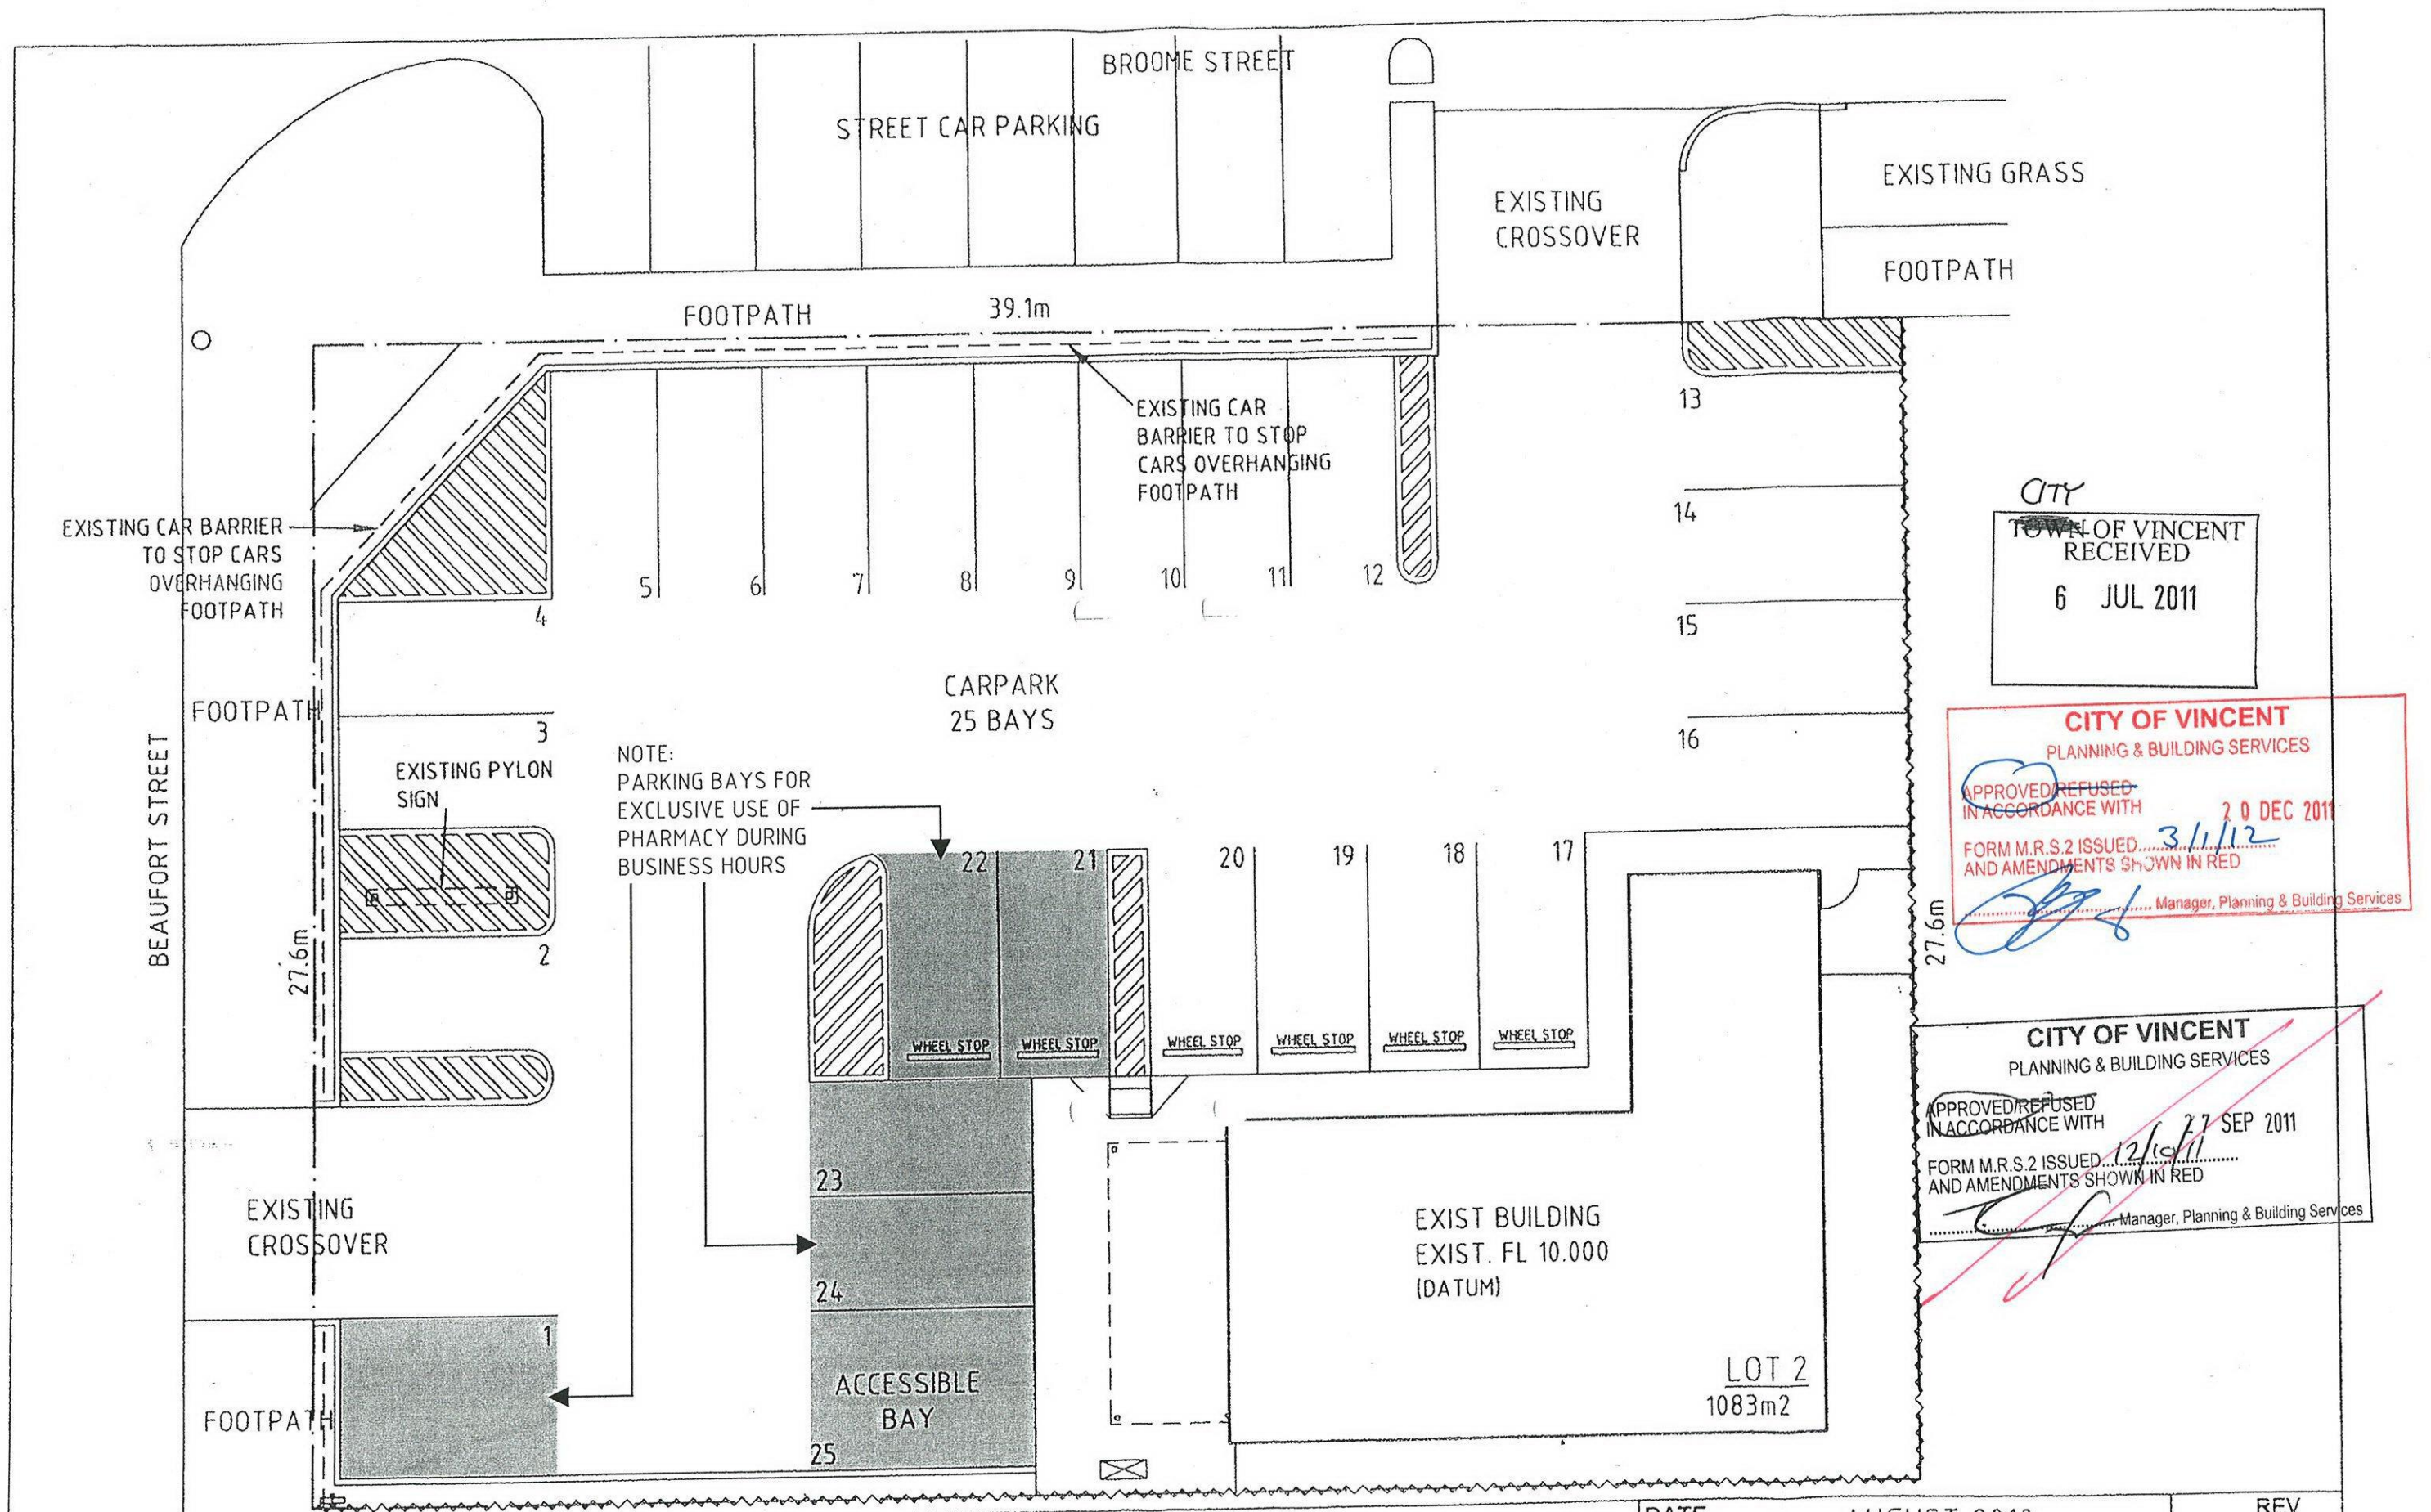 BROOME STREET
STREET CAR PARKING
EXISTING GRASS
EXISTING
CROSSOVER
FOOTPATH
FOOTPATH
39.1m
13
EXISTING CAR
BARRIER TO STOP
CARS OVERHANGING
FOOTPATH
14
EXISTING CAR BARRIER
TO STOP CARS
OVERHANGING
FOOTPATH
4
5
6
7
8
9
10
11
12
15
CITY
TOWN OF VINCENT
RECEIVED
6 JUL 2011
CARPARK
25 BAYS
FOOTPATH
3
16
BEAUFORT STREET
EXISTING PYLON
SIGN
NOTE:
PARKING BAYS FOR
EXCLUSIVE USE OF
PHARMACY DURING
BUSINESS HOURS
CITY OF VINCENT
PLANNING & BUILDING SERVICES
APPROVED/REFUSED
IN ACCORDANCE WITH
20 DEC 2011
FORM M.R.S.2 ISSUED 3/1/12
AND AMENDMENTS SHOWN IN RED
Manager, Planning & Building Services
22
21
20
19
18
17
27.6m
2
27.6m
WHEEL STOP
WHEEL STOP
WHEEL STOP
WHEEL STOP
WHEEL STOP
WHEEL STOP
CITY OF VINCENT
PLANNING & BUILDING SERVICES
APPROVED/REFUSED
IN ACCORDANCE WITH
27 SEP 2011
FORM M.R.S.2 ISSUED 12/10/11
AND AMENDMENTS SHOWN IN RED
Manager, Planning & Building Services
23
EXISTING
CROSSOVER
24
EXIST BUILDING
EXIST. FL 10.000
(DATUM)
1
ACCESSIBLE
BAY
25
LOT 2
1083m2
FOOTPATH
DATE
REV